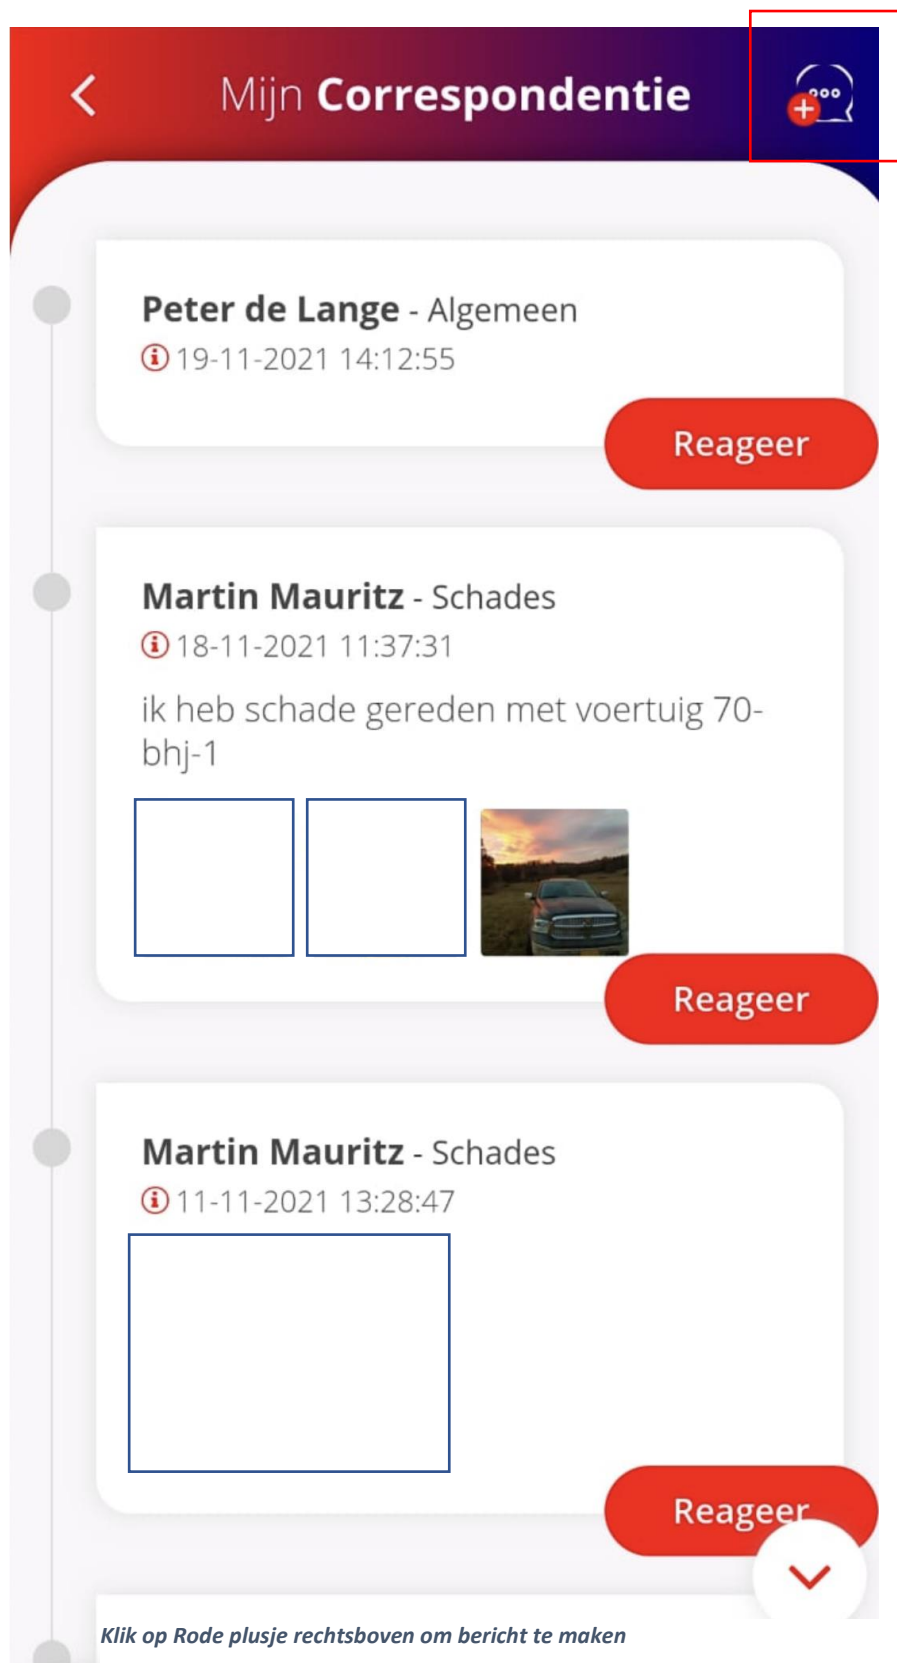 Mijn Correspondentie
Peter de Lange - Algemeen
19-11-2021 14:12:55
Reageer
Martin Mauritz - Schades
18-11-2021 11:37:31
ik heb schade gereden met voertuig 70-
bhj-1
Reageer
Martin Mauritz - Schades
11-11-2021 13:28:47
Reageer
Klik op Rode plusje rechtsboven om bericht te maken